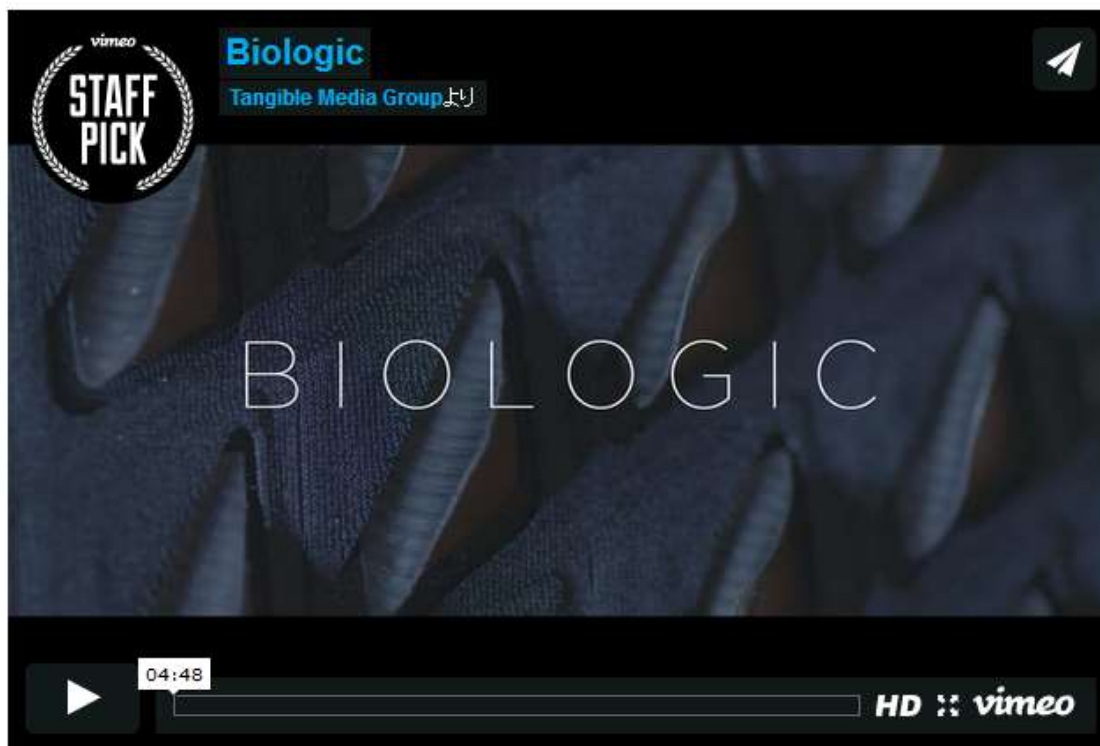 vimeo
STAFF
PICK
Biologic
Tangible Media Groupより
BIOLOGIC
04:48
HD vimeo